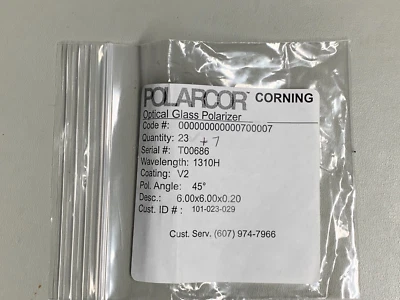 POLARCOR™ CORNING
Optical Glass Polarizer
Code #: 000000000000700007
Quantity: 23 +7
Serial #: T00686
Wavelength: 1310H
Coating: V2
Pol. Angle: 45°
Desc.: 6.00x6.00x0.20
Cust. ID #: 101-023-029
Cust. Serv. (607) 974-7966